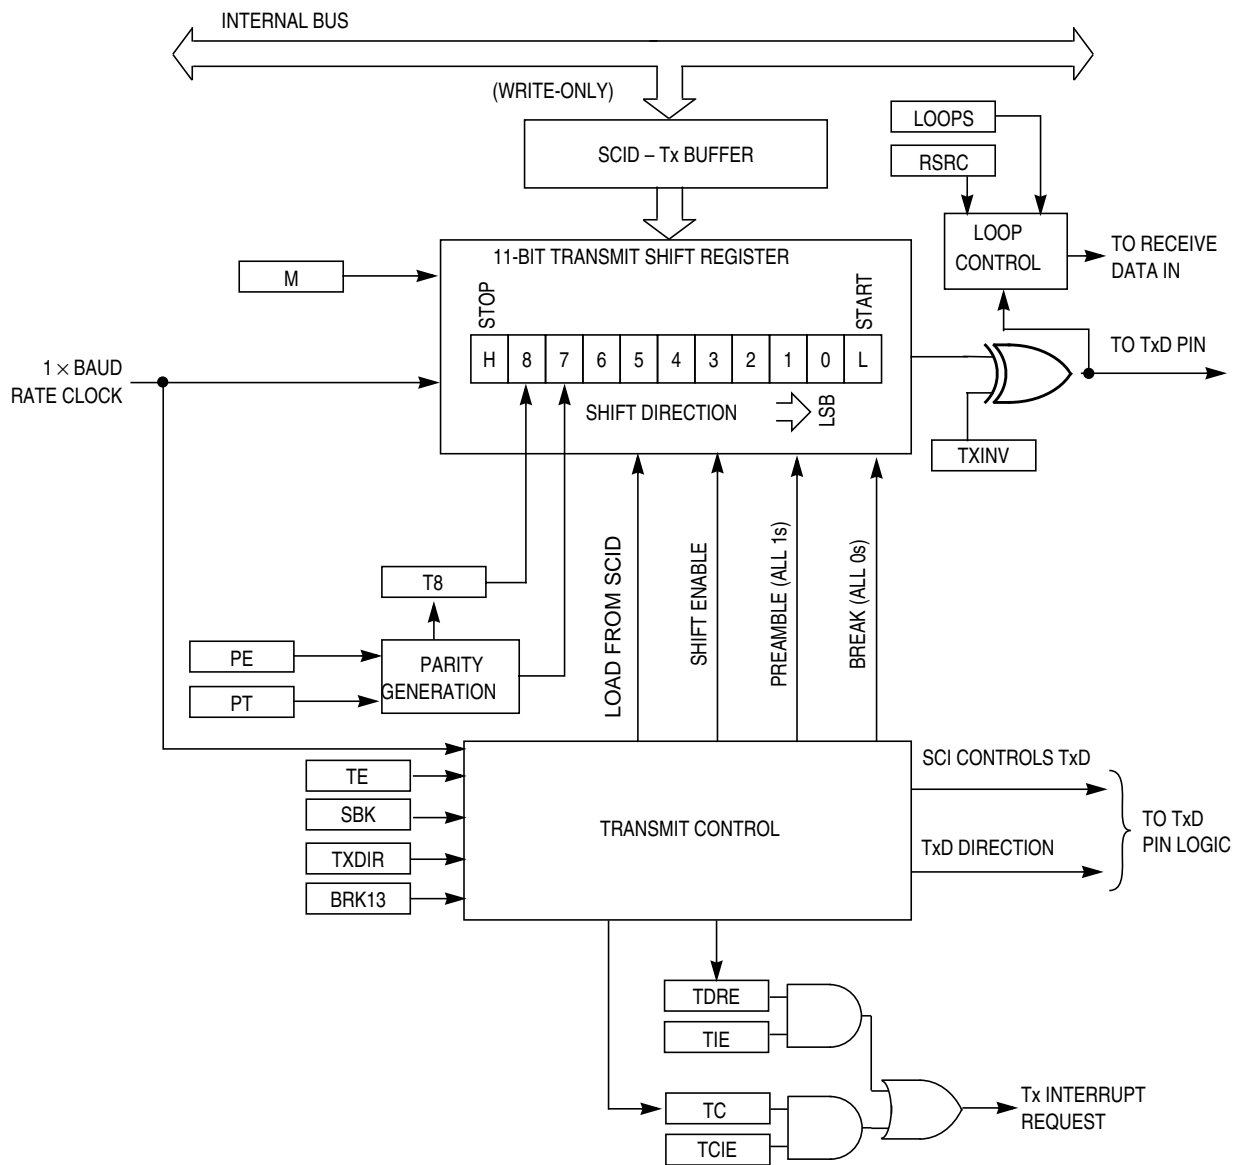 INTERNAL BUS
(WRITE-ONLY)
SCID – Tx BUFFER
LOOPS
RSRC
LOOP
CONTROL
TO RECEIVE
DATA IN
11-BIT TRANSMIT SHIFT REGISTER
M
STOP
START
H 8 7 6 5 4 3 2 1 0 L
1 × BAUD
RATE CLOCK
SHIFT DIRECTION
LSB
TO TxD PIN
TXINV
T8
PE
PT
PARITY
GENERATION
LOAD FROM SCID
SHIFT ENABLE
PREAMBLE (ALL 1s)
BREAK (ALL 0s)
TE
SBK
TXDIR
BRK13
TRANSMIT CONTROL
SCI CONTROLS TxD
TxD DIRECTION
TO TxD
PIN LOGIC
TDRE
TIE
TC
TCIE
Tx INTERRUPT
REQUEST